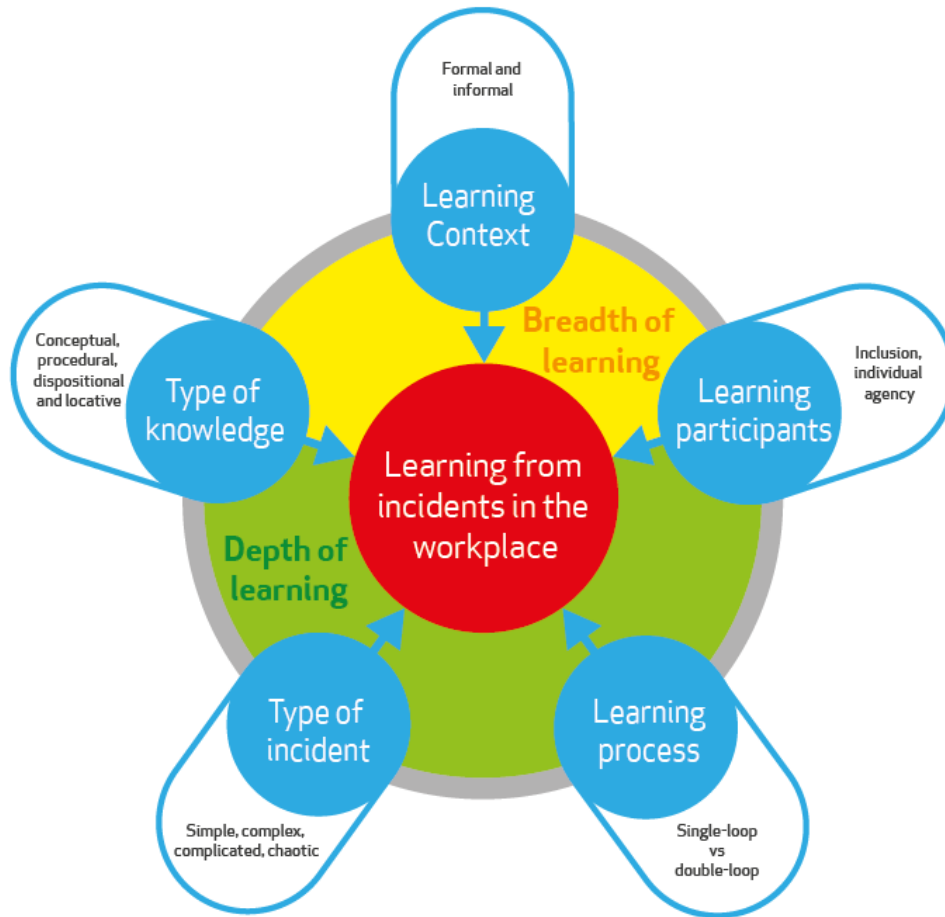 Formal and
informal
Learning
Context
Breadth of
learning
Conceptual,
procedural,
dispositional
and locative
Type of
knowledge
Inclusion,
individual
agency
Learning
participants
Learning from
incidents in the
workplace
Depth of
learning
Type of
incident
Simple, complex,
complicated, chaotic
Learning
process
Single-loop
vs
double-loop